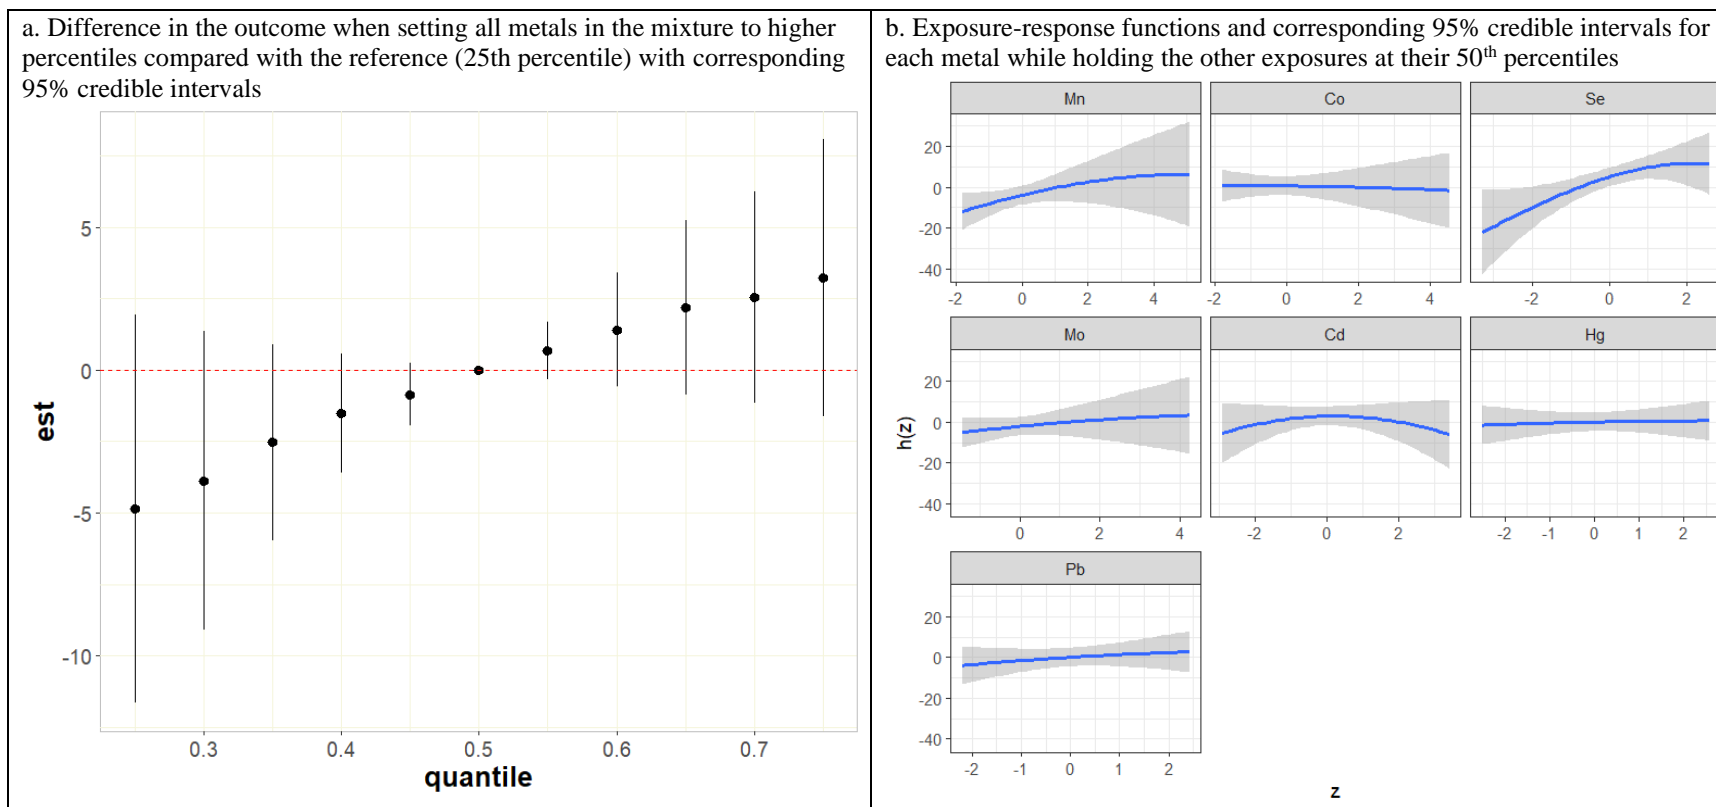 a. Difference in the outcome when setting all metals in the mixture to higher
percentiles compared with the reference (25th percentile) with corresponding
95% credible intervals
5
0
-5
-10
est
0.3 0.4 0.5 0.6 0.7
quantile
b. Exposure-response functions and corresponding 95% credible intervals for
each metal while holding the other exposures at their 50th percentiles
Mn Co Se
20
0
-20
-40
-2 0 2 4 -2 0 2 4 -2 0 2
Mo Cd Hg
20
0
-20
-40
h(z)
0 2 4 -2 0 2 -2 -1 0 1 2
Pb
20
0
-20
-40
-2 -1 0 1 2
z